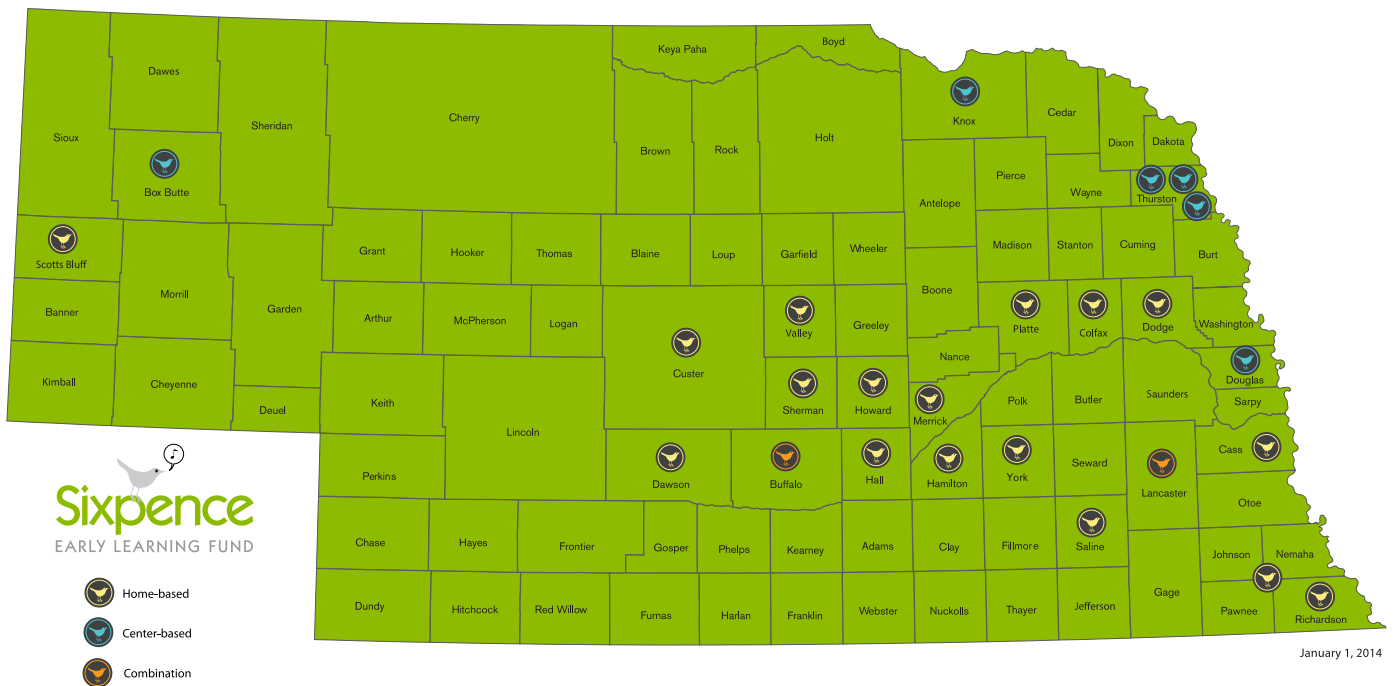 Keya Paha
Boyd
Dawes
Cherry
Sheridan
Sioux
Holt
Knox
Cedar
Dixon
Dakota
Brown
Rock
Box Butte
Pierce
Wayne
Thurston
Antelope
Scotts Bluff
Grant
Hooker
Thomas
Blaine
Loup
Garfield
Wheeler
Madison
Stanton
Cuming
Burt
Banner
Morrill
Garden
Arthur
McPherson
Logan
Valley
Greeley
Boone
Platte
Colfax
Dodge
Washington
Kimball
Cheyenne
Deuel
Keith
Custer
Nance
Douglas
Sherman
Howard
Merrick
Polk
Butler
Saunders
Sarpy
Lincoln
Perkins
Dawson
Buffalo
Hall
Hamilton
York
Seward
Lancaster
Cass
Otoe
Chase
Hayes
Frontier
Gosper
Phelps
Kearney
Adams
Clay
Fillmore
Saline
Johnson
Nemaha
Dundy
Hitchcock
Red Willow
Furnas
Harlan
Franklin
Webster
Nuckolls
Thayer
Jefferson
Gage
Pawnee
Richardson
Sixpence
EARLY LEARNING FUND
Home-based
Center-based
Combination
January 1, 2014